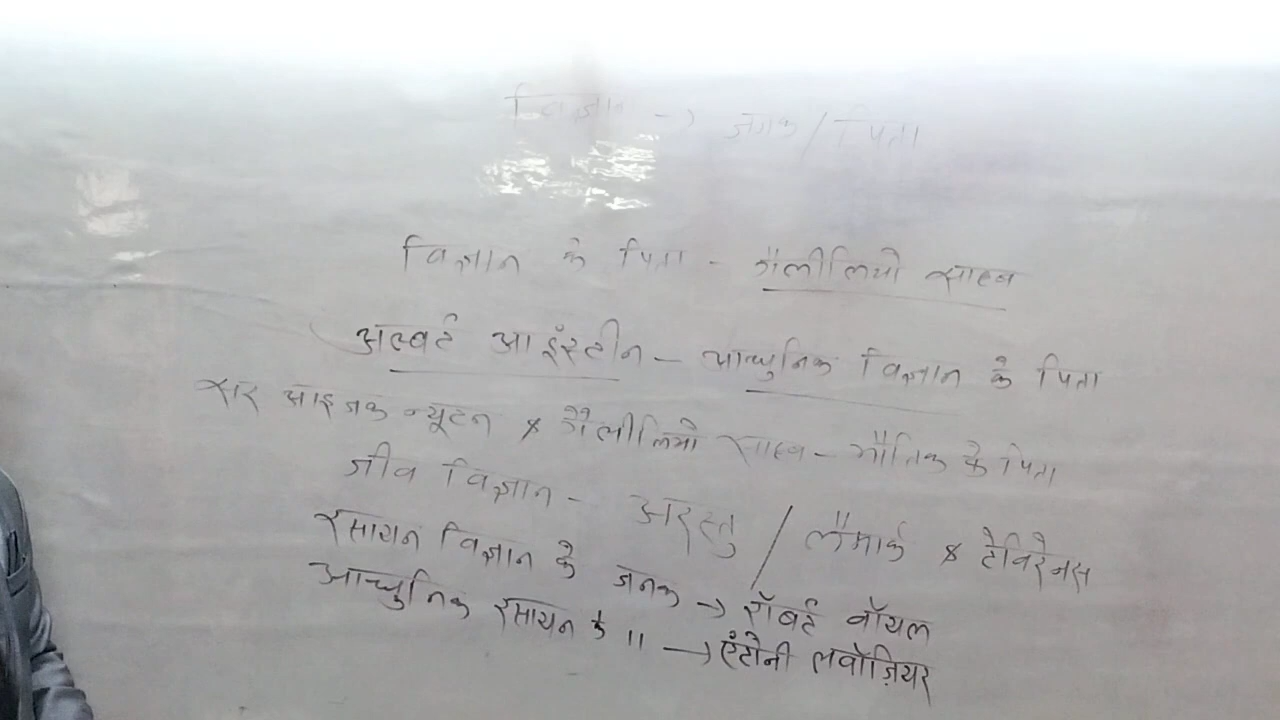 विज्ञान -> जनक / पिता
विज्ञान के पिता - गैलीलियो साहब
अल्बर्ट आइंस्टीन - आधुनिक विज्ञान के पिता
सर आइजक न्यूटन & गैलीलियो साहब - भौतिक के पिता
जीव विज्ञान - अरस्तु / लैमार्क & टैविरेनस
रसायन विज्ञान के जनक -> रॉबर्ट बॉयल
आधुनिक रसायन के " -> एंटोनी लवॉज़ियर